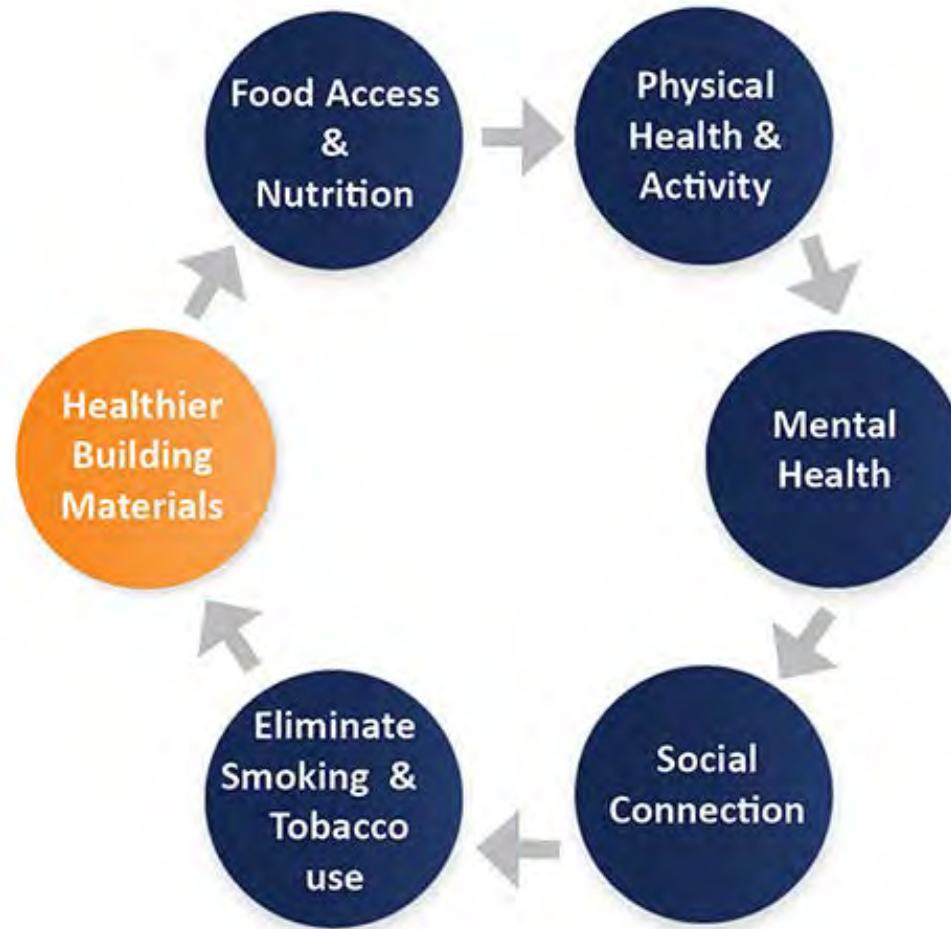 Food Access
&
Nutrition
Physical
Health &
Activity
Mental
Health
Social
Connection
Eliminate
Smoking &
Tobacco
use
Healthier
Building
Materials